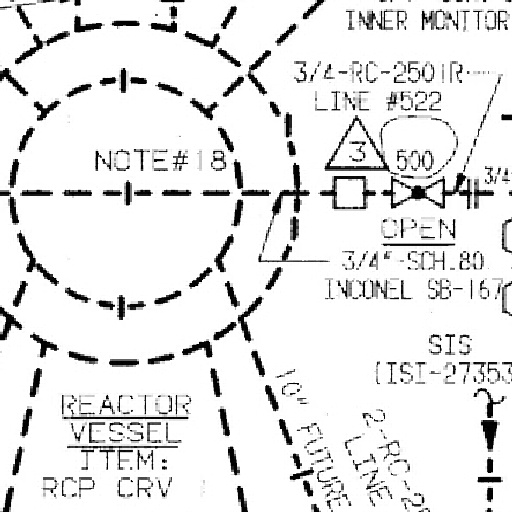 INNER MONITOR
3/4-RC-2501R
LINE #522
3
500
NOTE#18
3/4
OPEN
3/4"-SCH.80
INCONEL SB-167
SIS
(ISI-27353
REACTOR
VESSEL
ITEM:
RCP CRV 1
10" FUTURE
2-RC-2
LINE